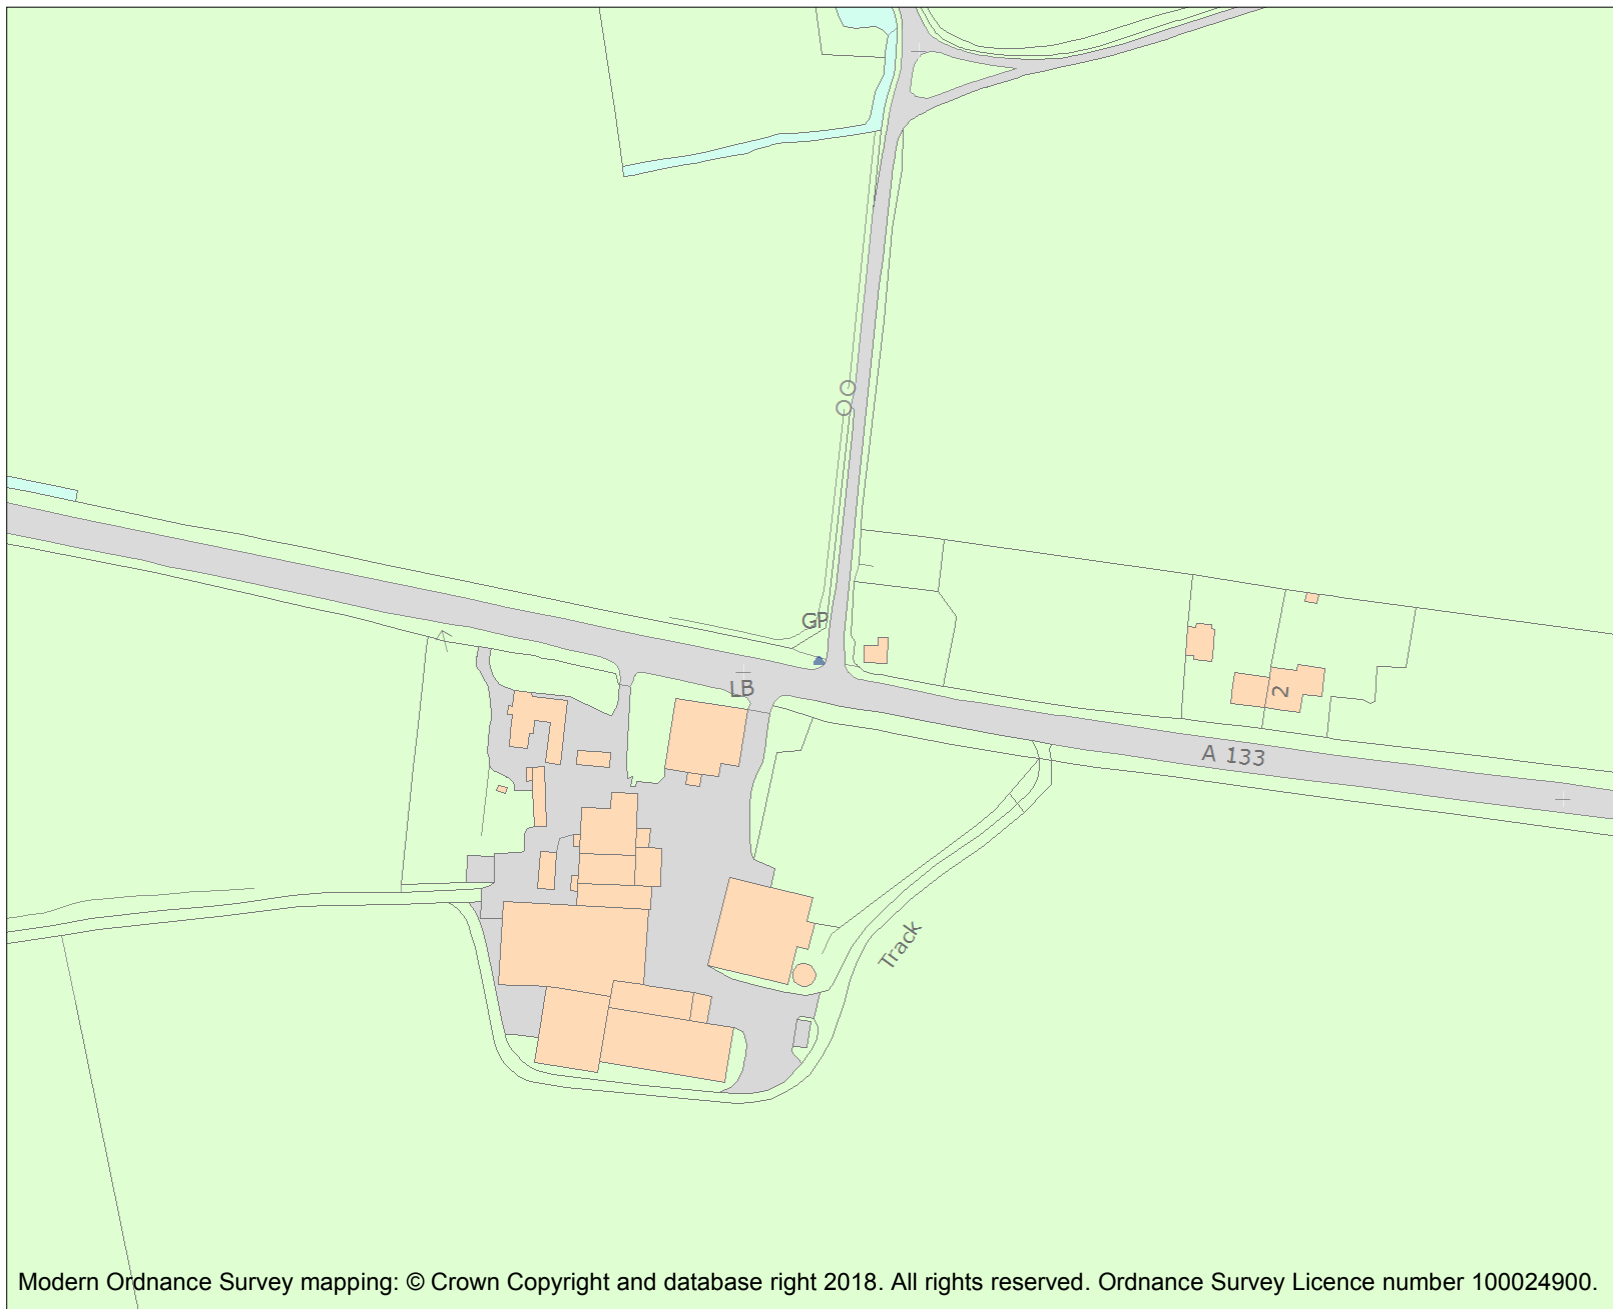 GP
LB
2
A 133
Track
Modern Ordnance Survey mapping: © Crown Copyright and database right 2018. All rights reserved. Ordnance Survey Licence number 100024900.